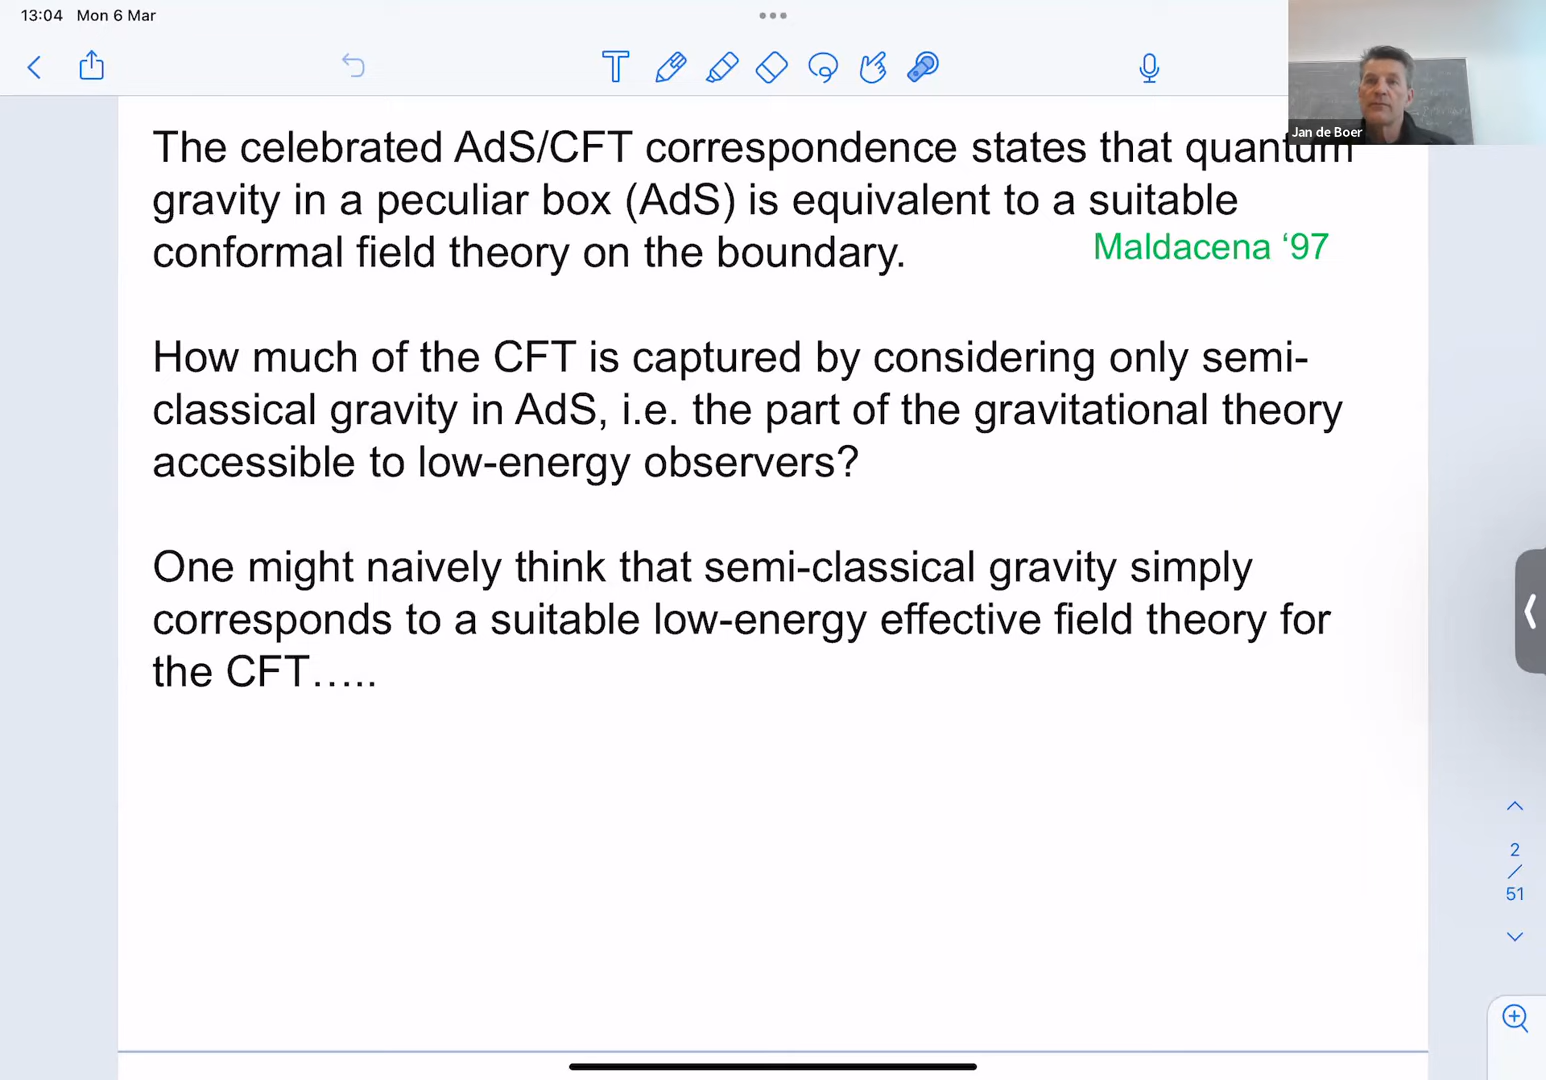 13:04 Mon 6 Mar
Jan de Boer
The celebrated AdS/CFT correspondence states that quantum
gravity in a peculiar box (AdS) is equivalent to a suitable
conformal field theory on the boundary.
Maldacena ‘97
How much of the CFT is captured by considering only semi-
classical gravity in AdS, i.e. the part of the gravitational theory
accessible to low-energy observers?
One might naively think that semi-classical gravity simply
corresponds to a suitable low-energy effective field theory for
the CFT…..
2
/
51